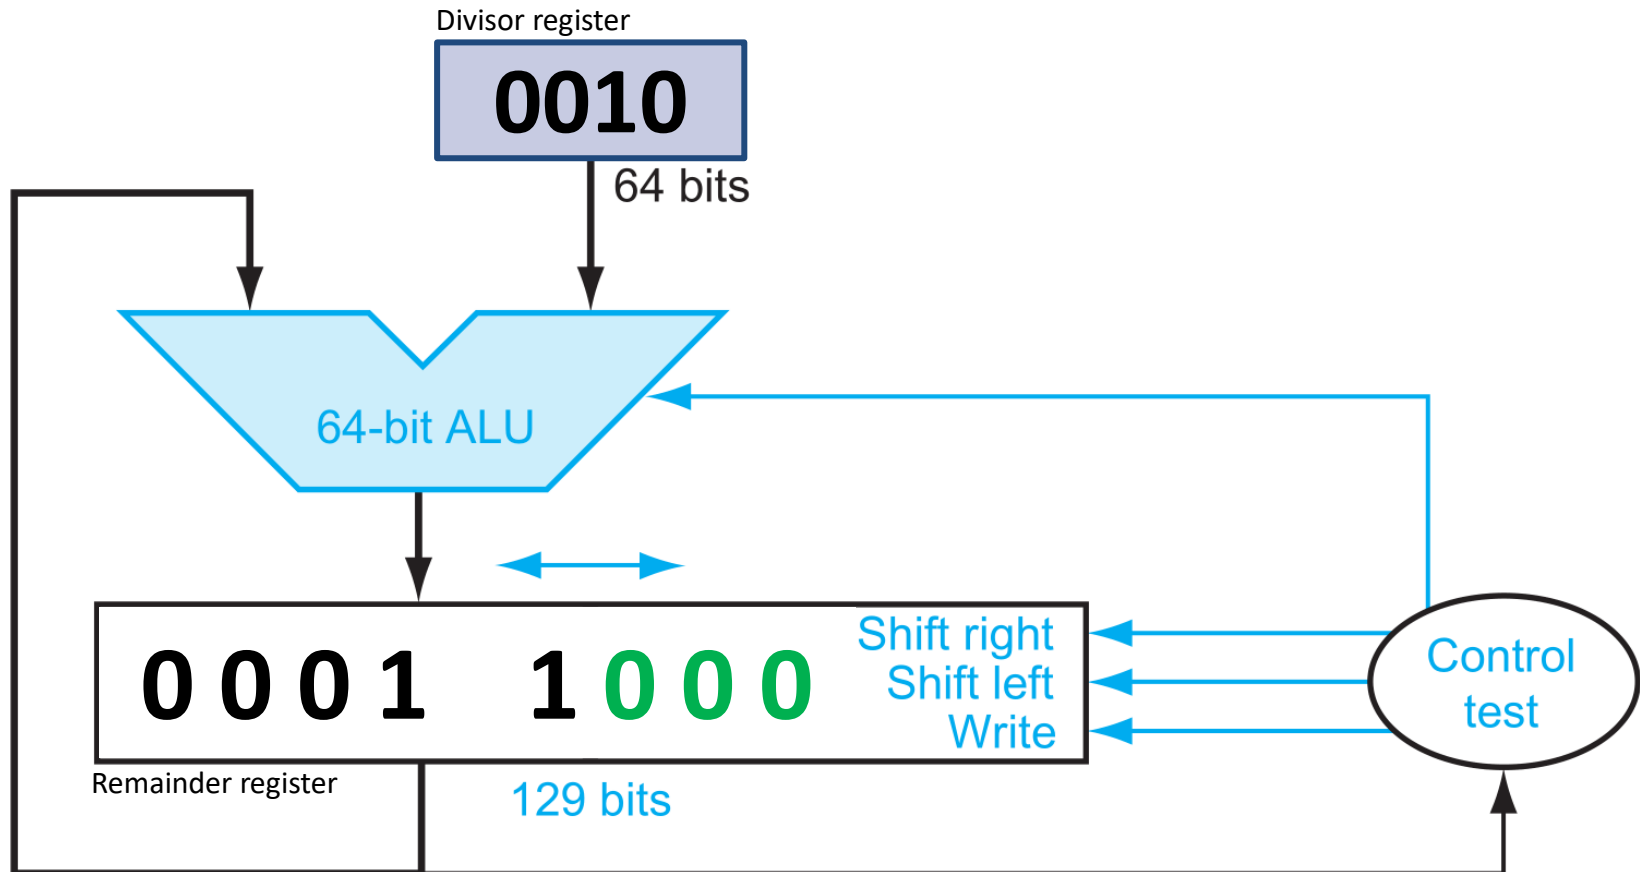 Divisor register
0010
64 bits
64-bit ALU
0 0 0 1 1 0 0 0
Shift right
Shift left
Write
Control
test
Remainder register
129 bits